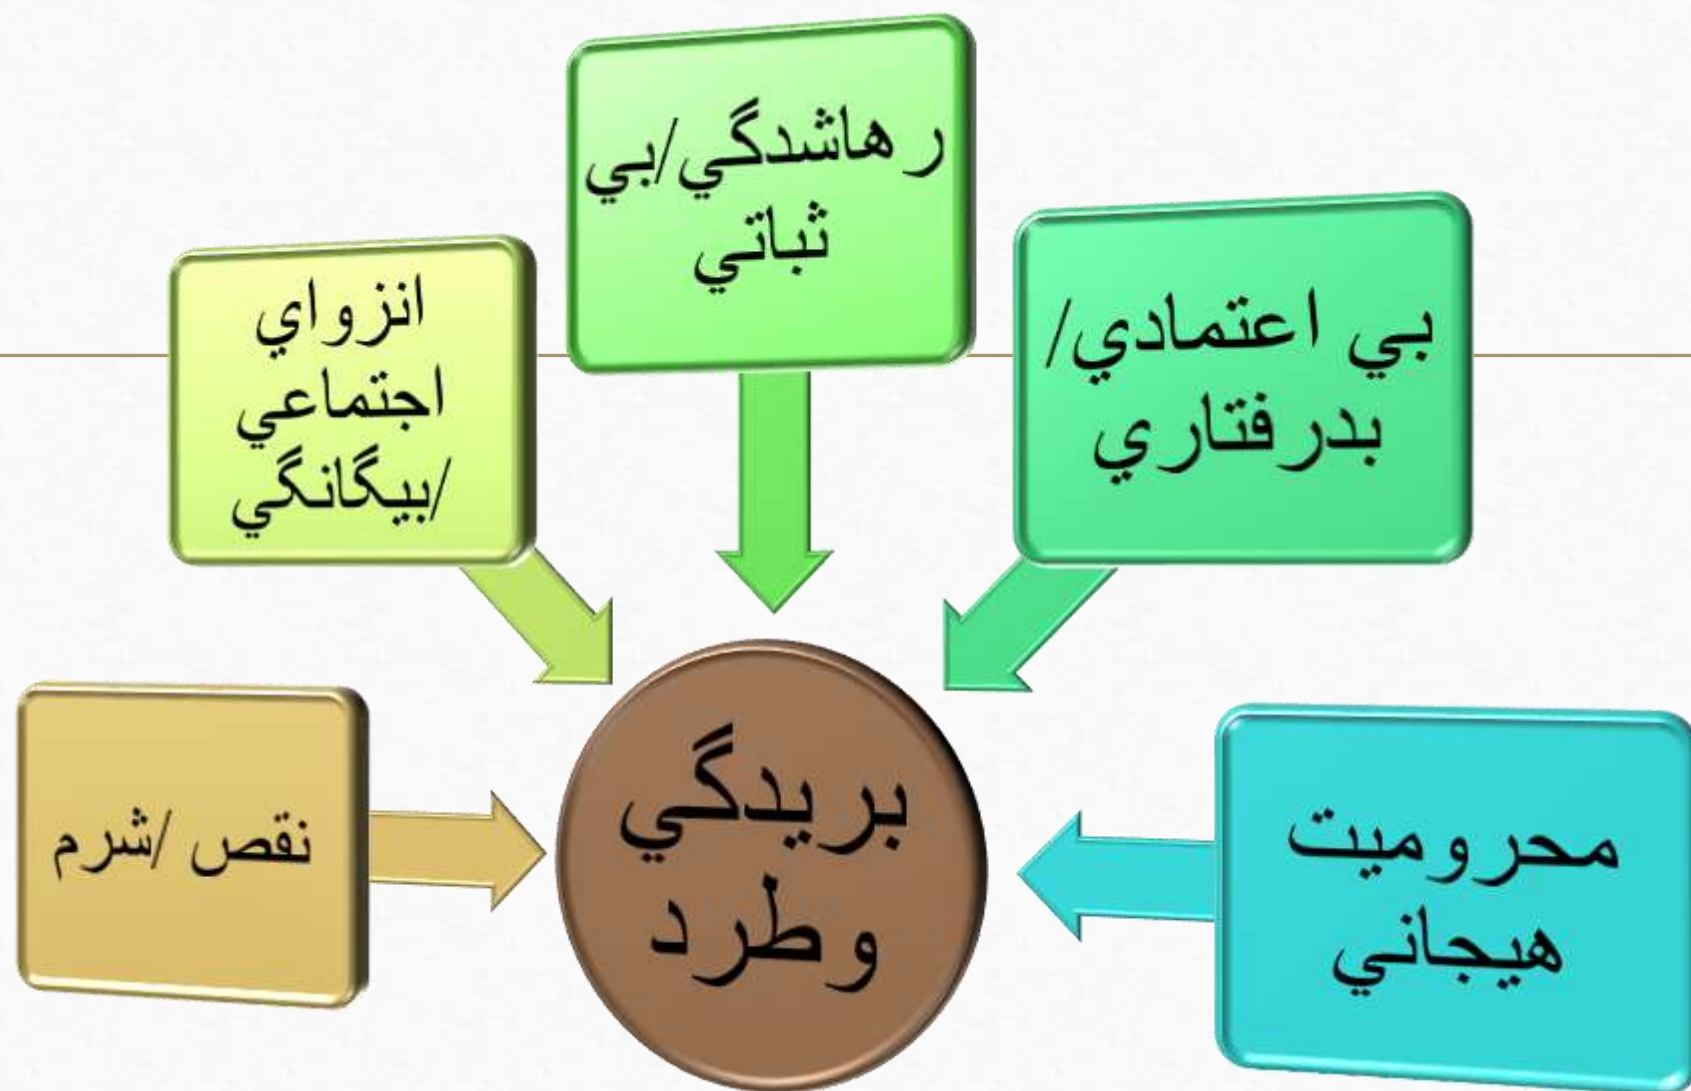 رهاشدگي/بي
ثباتي
بي اعتمادي/
بدرفتاري
انزواي
اجتماعي
/بيگانگي
محروميت
هيجاني
نقص /شرم
بريدگي
وطرد